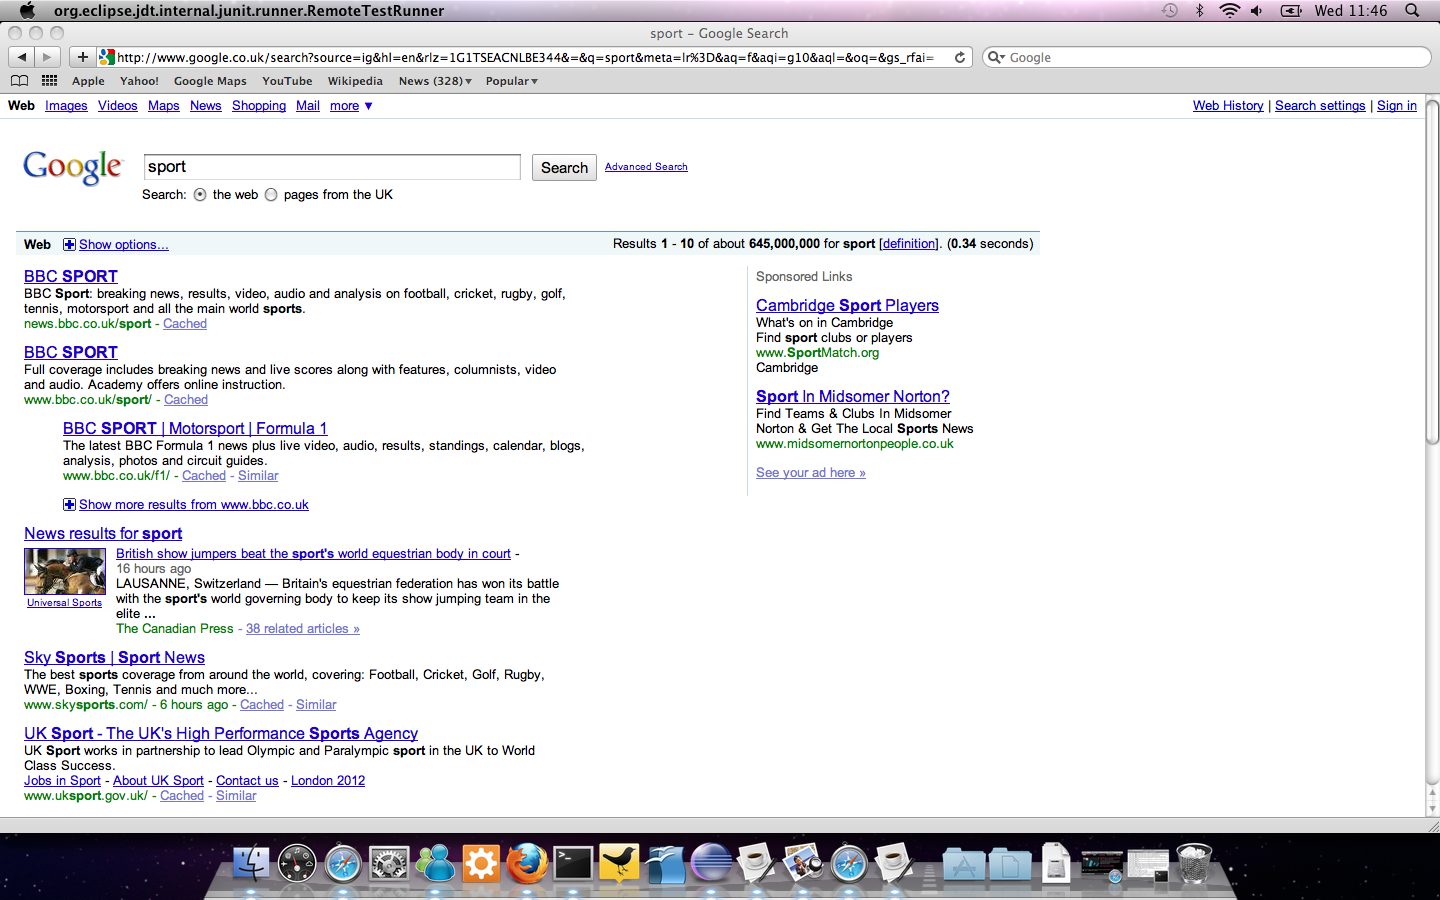 org.eclipse.jdt.internal.junit.runner.RemoteTestRunner
Wed 11:46
sport – Google Search
http://www.google.co.uk/search?source=ig&hl=en&rlz=1G1TSEACNLBE344&=&q=sport&meta=lr%3D&aq=f&aqi=g10&aql=&oq=&gs_rfai=
Google
Apple Yahoo! Google Maps YouTube Wikipedia News (328)▾ Popular▾
Web Images Videos Maps News Shopping Mail more ▼
Web History | Search settings | Sign in
Google
sport
Search
Advanced Search
Search: the web pages from the UK
Web Show options...
Results 1 - 10 of about 645,000,000 for sport [definition]. (0.34 seconds)
BBC SPORT
BBC Sport: breaking news, results, video, audio and analysis on football, cricket, rugby, golf,
tennis, motorsport and all the main world sports.
news.bbc.co.uk/sport - Cached
BBC SPORT
Full coverage includes breaking news and live scores along with features, columnists, video
and audio. Academy offers online instruction.
www.bbc.co.uk/sport/ - Cached
BBC SPORT | Motorsport | Formula 1
The latest BBC Formula 1 news plus live video, audio, results, standings, calendar, blogs,
analysis, photos and circuit guides.
www.bbc.co.uk/f1/ - Cached - Similar
Show more results from www.bbc.co.uk
News results for sport
British show jumpers beat the sport's world equestrian body in court -
16 hours ago
LAUSANNE, Switzerland — Britain's equestrian federation has won its battle
with the sport's world governing body to keep its show jumping team in the
elite ...
The Canadian Press - 38 related articles »
Universal Sports
Sky Sports | Sport News
The best sports coverage from around the world, covering: Football, Cricket, Golf, Rugby,
WWE, Boxing, Tennis and much more...
www.skysports.com/ - 6 hours ago - Cached - Similar
UK Sport - The UK's High Performance Sports Agency
UK Sport works in partnership to lead Olympic and Paralympic sport in the UK to World
Class Success.
Jobs in Sport - About UK Sport - Contact us - London 2012
www.uksport.gov.uk/ - Cached - Similar
Sponsored Links
Cambridge Sport Players
What's on in Cambridge
Find sport clubs or players
www.SportMatch.org
Cambridge
Sport In Midsomer Norton?
Find Teams & Clubs In Midsomer
Norton & Get The Local Sports News
www.midsomernortonpeople.co.uk
See your ad here »